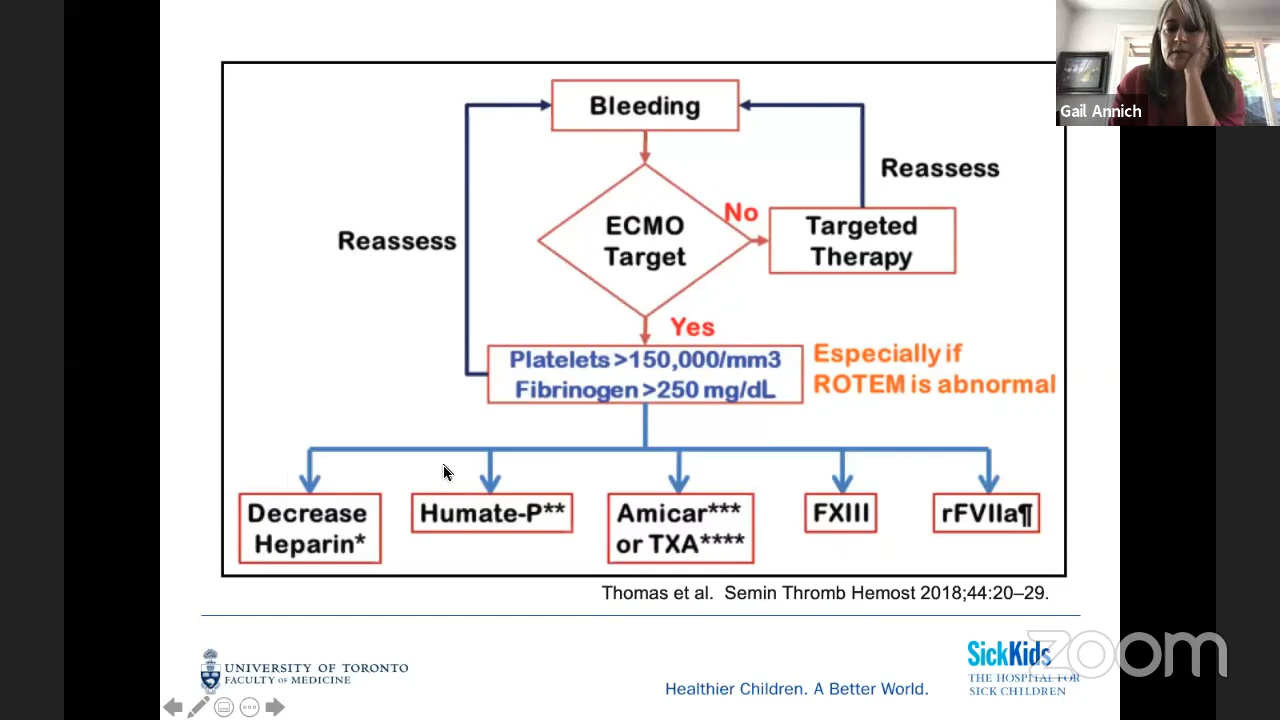 Gail Annich
Bleeding
Reassess
No
ECMO
Target
Targeted
Therapy
Reassess
Yes
Platelets >150,000/mm3
Fibrinogen >250 mg/dL
Especially if
ROTEM is abnormal
Decrease
Heparin*
Humate-P**
Amicar***
or TXA****
FXIII
rFVIIa¶
Thomas et al. Semin Thromb Hemost 2018;44:20–29.
UNIVERSITY OF TORONTO
FACULTY OF MEDICINE
Healthier Children. A Better World.
SickKids
THE HOSPITAL FOR
SICK CHILDREN
zoom